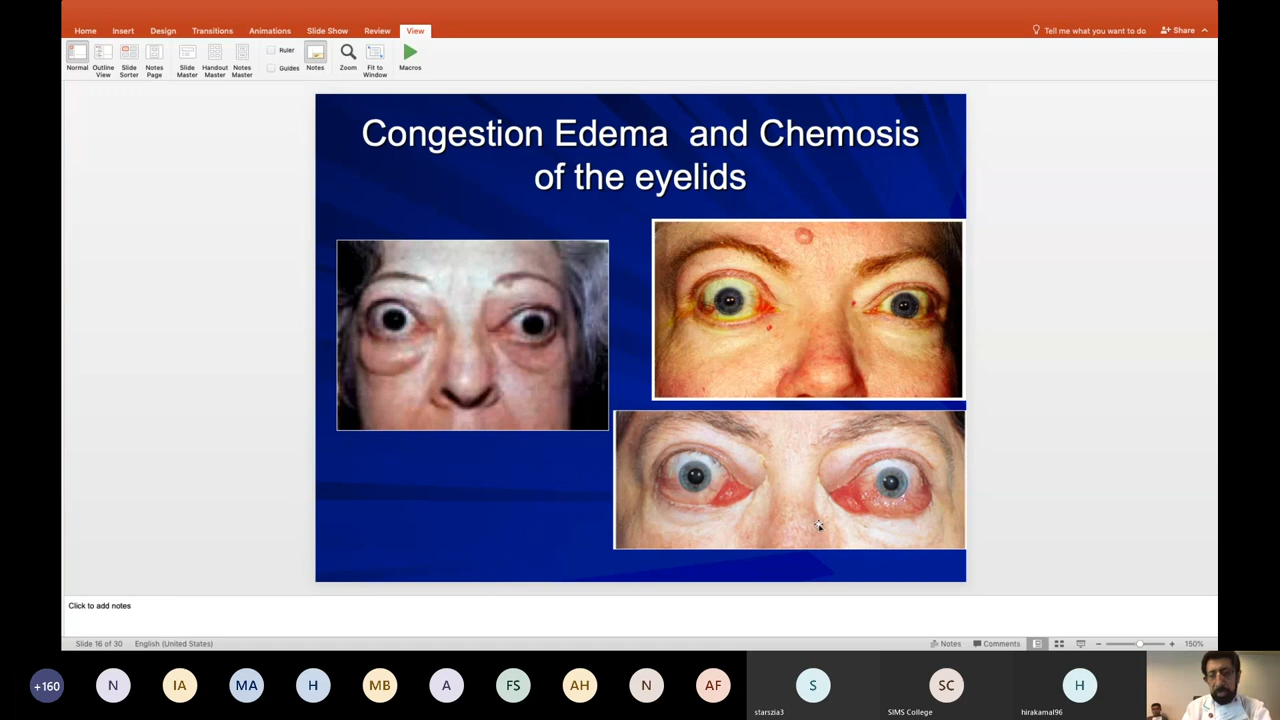 Home Insert Design Transitions Animations Slide Show Review View
Tell me what you want to do
Share
Normal
Outline View
Slide Sorter
Notes Page
Slide Master
Handout Master
Notes Master
Ruler
Guides
Notes
Zoom
Fit to Window
Macros
Congestion Edema and Chemosis
of the eyelids
Click to add notes
Slide 16 of 30 English (United States)
Notes Comments 150%
+160 N IA MA H MB A FS AH N AF S SC H
starszia3 SIMS College hirakamal96